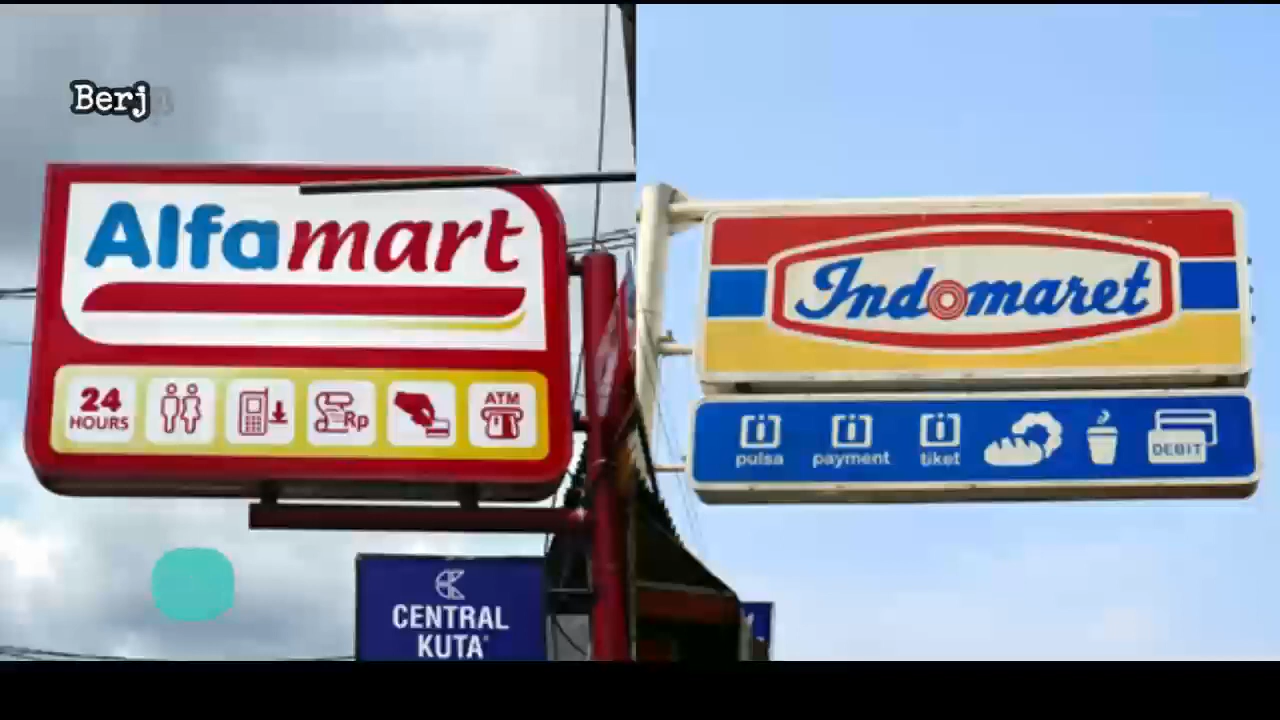 Berj
Alfamart
24
HOURS
Rp
ATM
CENTRAL
KUTA
Indomaret
pulsa
payment
tiket
DEBIT